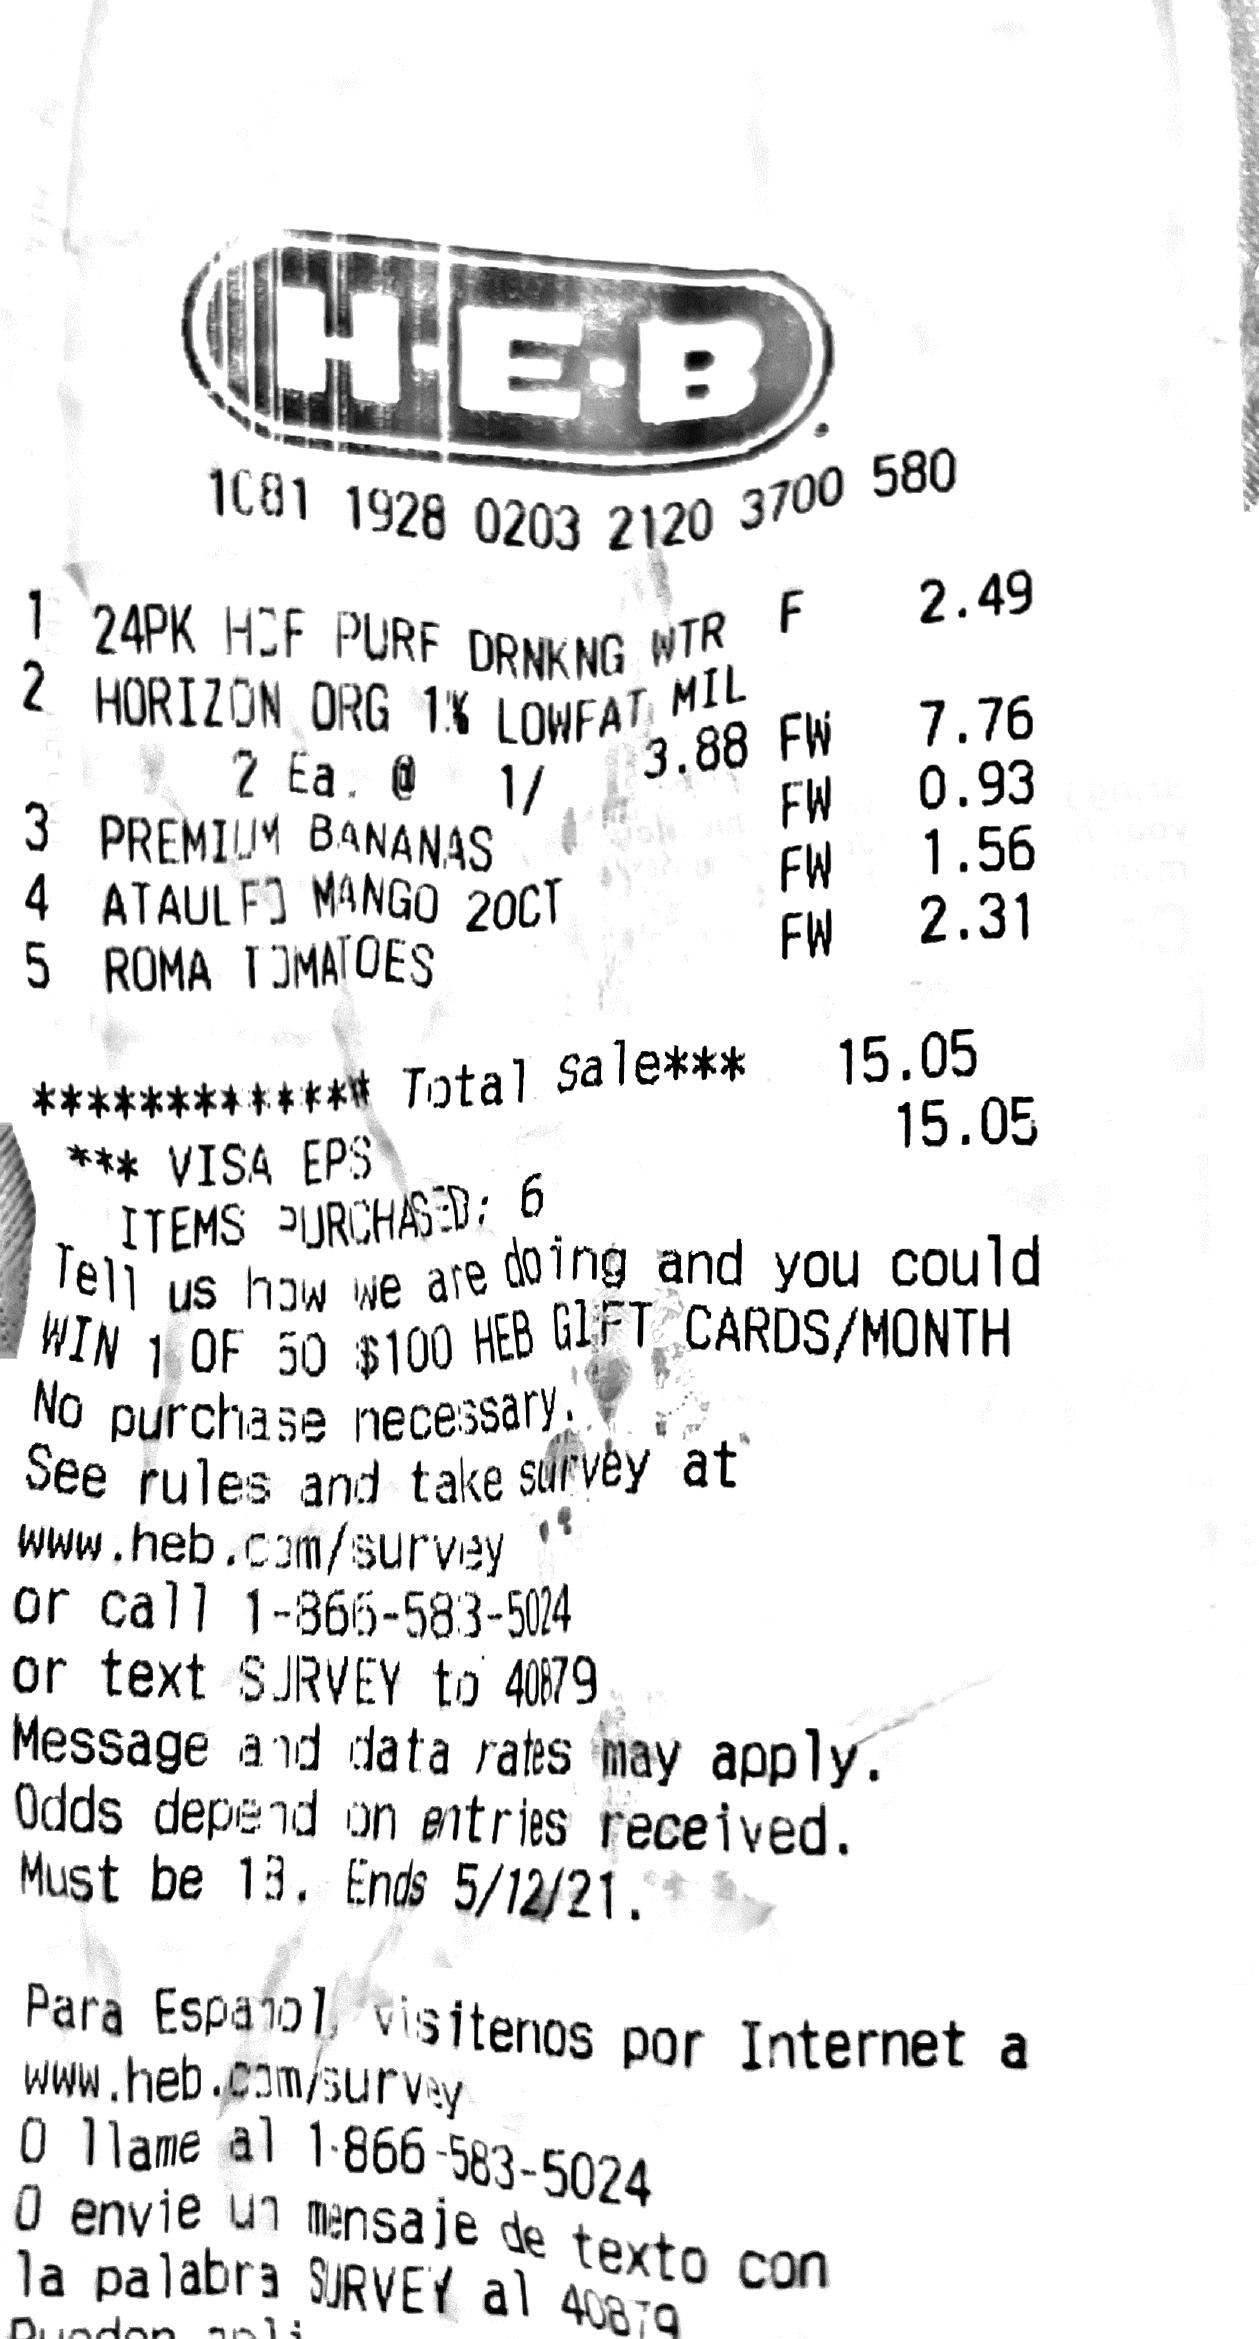 H·E·B
1081 1928 0203 2120 3700 580
1 24PK HCF PURF DRNKNG WTR F 2.49
2 HORIZON ORG 1% LOWFAT MIL
2 Ea. @ 1/ 3.88 FW 7.76
3 PREMIUM BANANAS FW 0.93
4 ATAULFO MANGO 20CT FW 1.56
5 ROMA TOMATOES FW 2.31
************* Total Sale*** 15.05
*** VISA EPS 15.05
ITEMS PURCHASED: 6
Tell us how we are doing and you could
WIN 1 OF 50 $100 HEB GIFT CARDS/MONTH
No purchase necessary.
See rules and take survey at
www.heb.com/survey
or call 1-866-583-5024
or text SURVEY to 40879
Message and data rates may apply.
Odds depend on entries received.
Must be 18. Ends 5/12/21.
Para Espanol, visitenos por Internet a
www.heb.com/survey
O llame al 1-866-583-5024
O envie un mensaje de texto con
la palabra SURVEY al 40879
Pueden apli